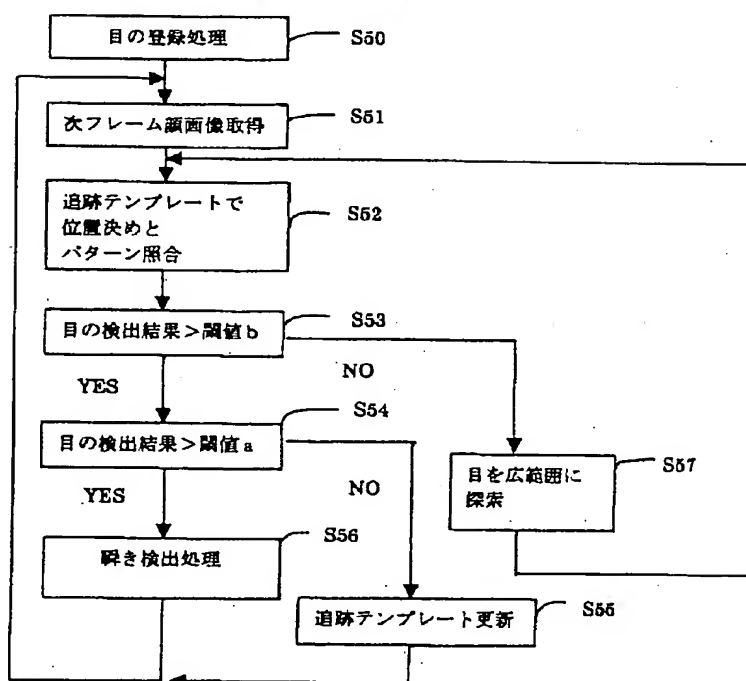 目の登録処理
S50
次フレーム顔画像取得
S51
追跡テンプレートで
位置決めと
パターン照合
S52
目の検出結果>閾値b
S53
YES
NO
目の検出結果>閾値a
S54
YES
NO
目を広範囲に
探索
S57
瞬き検出処理
S56
追跡テンプレート更新
S55